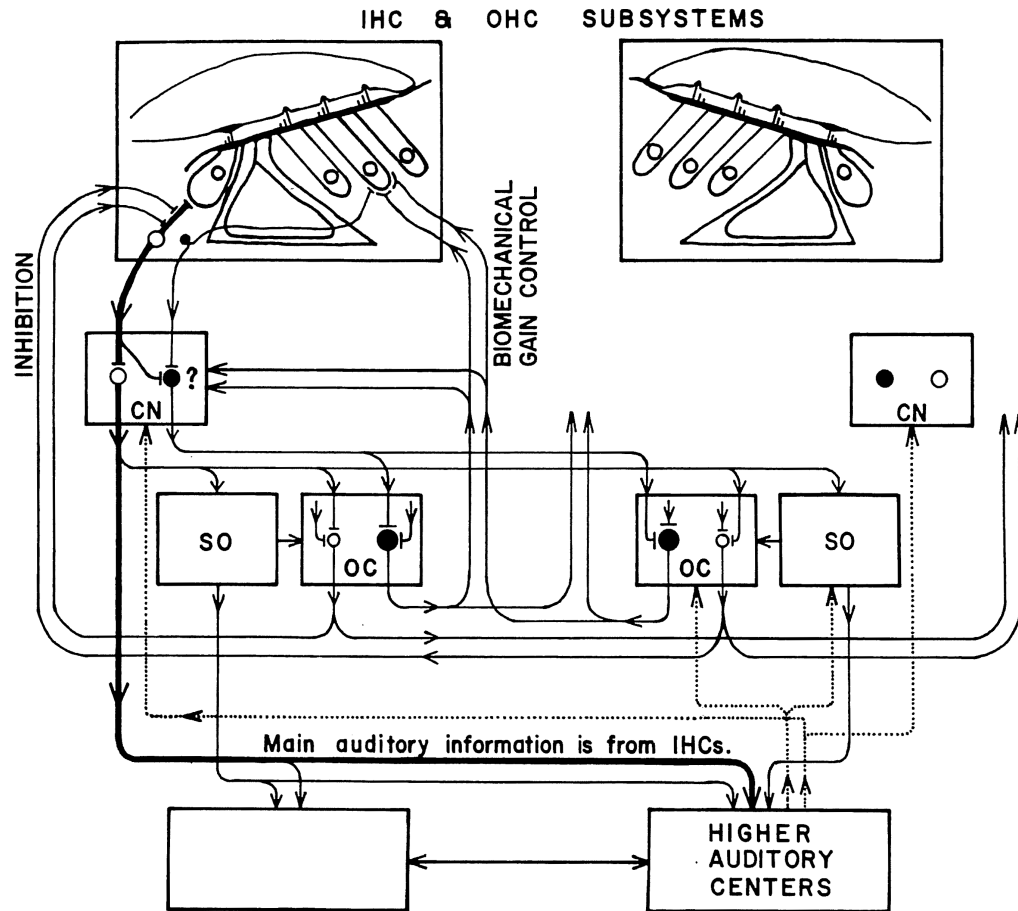 IHC & OHC SUBSYSTEMS
INHIBITION
BIOMECHANICAL
GAIN CONTROL
?
CN
CN
SO
OC
OC
SO
Main auditory information is from IHCs.
HIGHER
AUDITORY
CENTERS